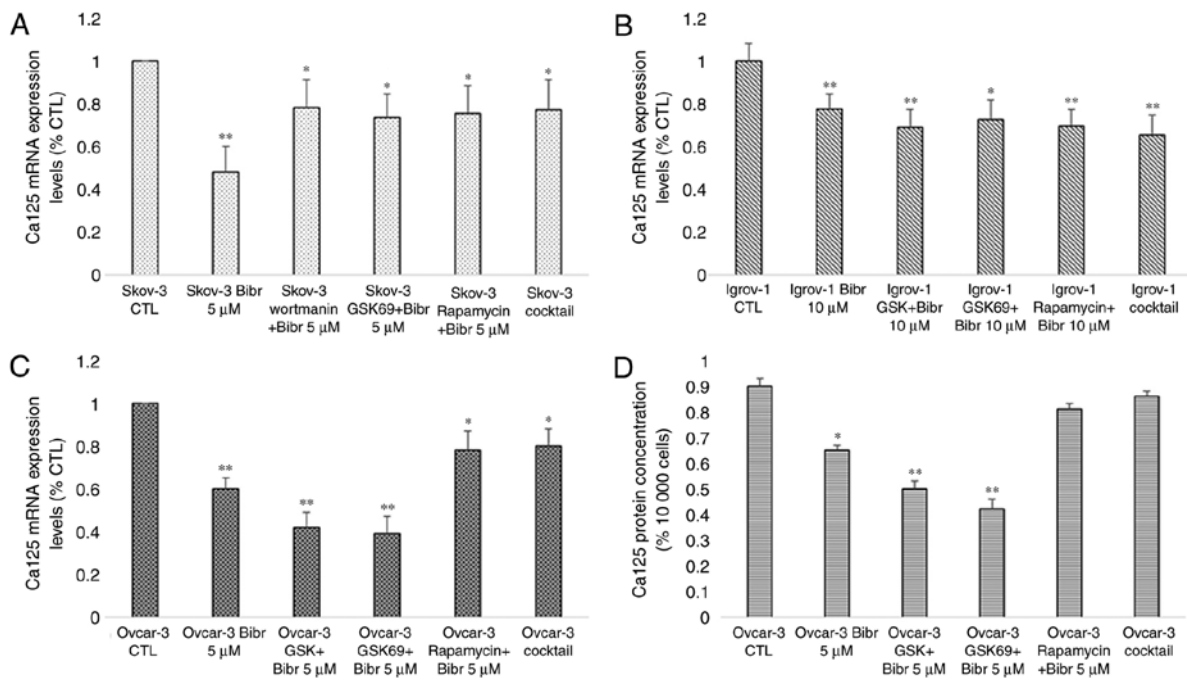 A
Ca125 mRNA expression
levels (% CTL)
1.2
1
0.8
0.6
0.4
0.2
0
**
*
*
*
*
Skov-3
CTL
Skov-3 Bibr
5 µM
Skov-3
wortmanin
+Bibr 5 µM
Skov-3
GSK69+Bibr
5 µM
Skov-3
Rapamycin
+Bibr 5 µM
Skov-3
cocktail
B
Ca125 mRNA expression
levels (% CTL)
1.2
1
0.8
0.6
0.4
0.2
0
**
**
*
**
**
Igrov-1
CTL
Igrov-1 Bibr
10 µM
Igrov-1
GSK+Bibr
10 µM
Igrov-1
GSK69+
Bibr 10 µM
Igrov-1
Rapamycin+
Bibr 10 µM
Igrov-1
cocktail
C
Ca125 mRNA expression
levels (% CTL)
1.2
1
0.8
0.6
0.4
0.2
0
**
**
**
*
*
Ovcar-3
CTL
Ovcar-3 Bibr
5 µM
Ovcar-3
GSK+
Bibr 5 µM
Ovcar-3
GSK69+
Bibr 5 µM
Ovcar-3
Rapamycin+
Bibr 5 µM
Ovcar-3
cocktail
D
Ca125 protein concentration
(% 10 000 cells)
1
0.9
0.8
0.7
0.6
0.5
0.4
0.3
0.2
0.1
0
*
**
**
Ovcar-3
CTL
Ovcar-3 Bibr
5 µM
Ovcar-3
GSK+
Bibr 5 µM
Ovcar-3
GSK69+
Bibr 5 µM
Ovcar-3
Rapamycin
+Bibr 5 µM
Ovcar-3
cocktail